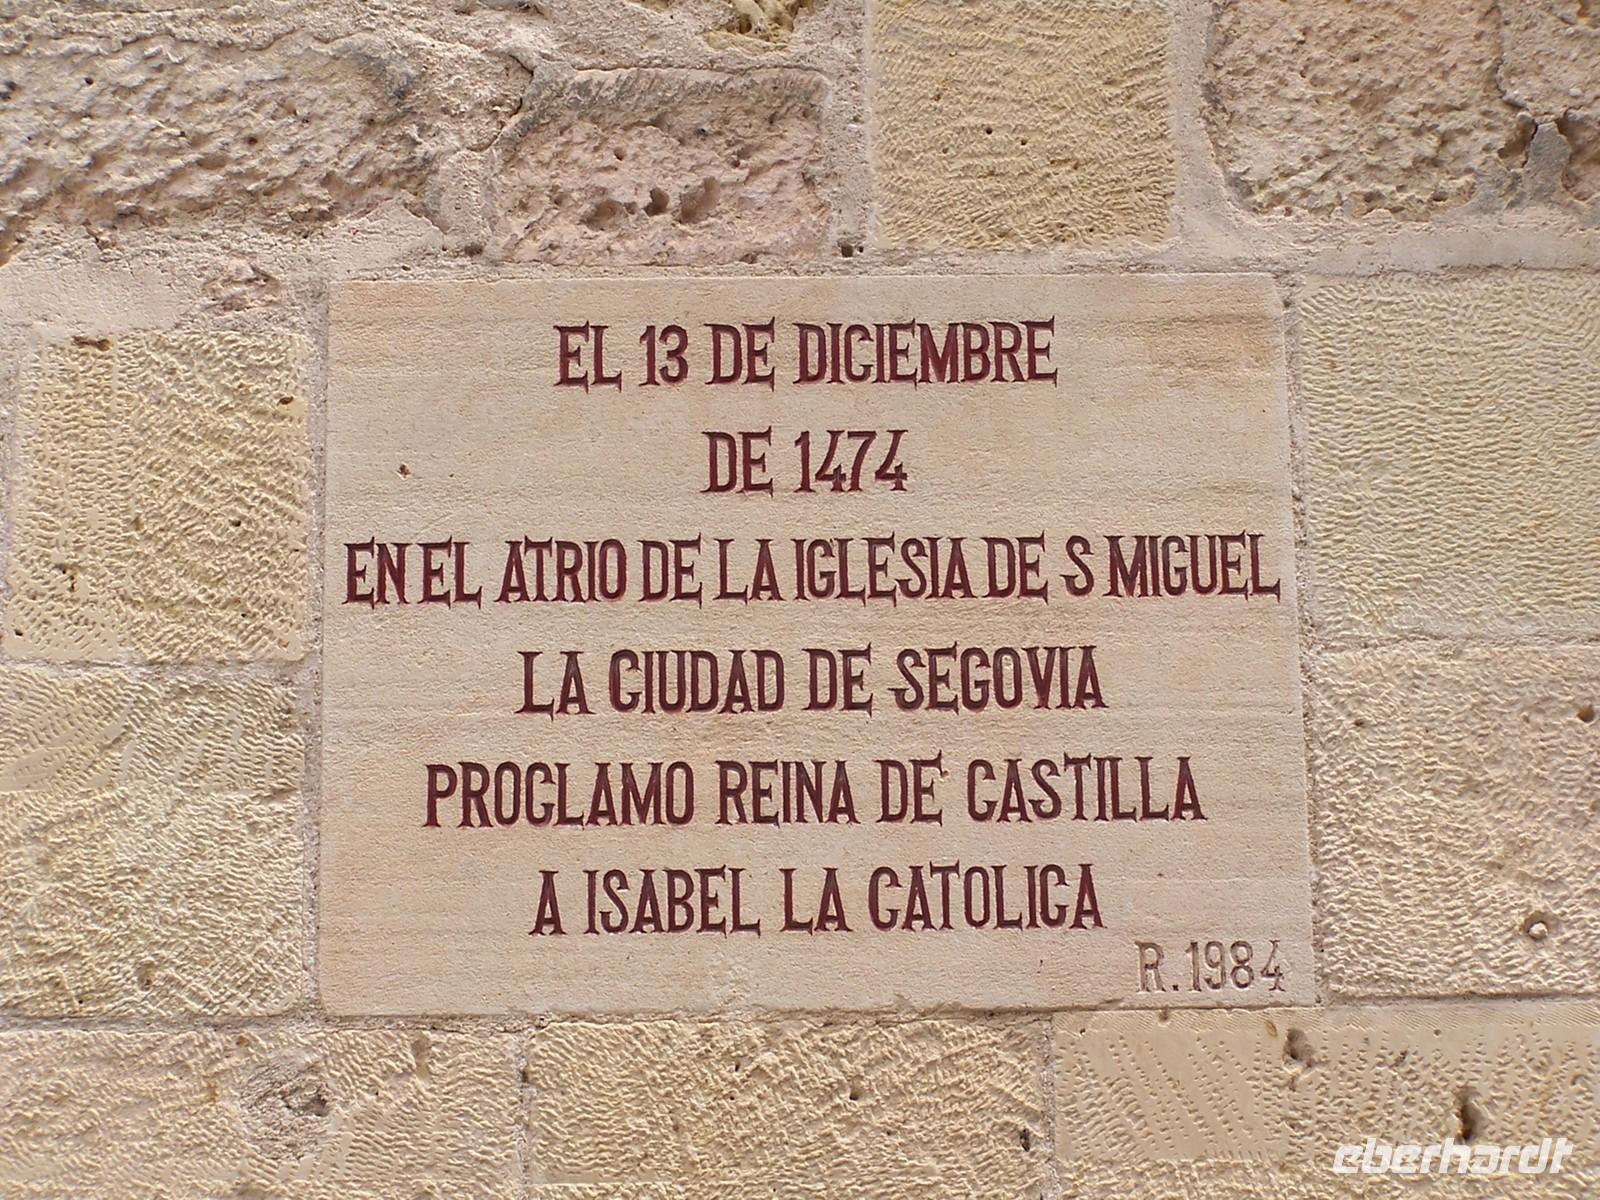 EL 13 DE DICIEMBRE
DE 1474
EN EL ATRIO DE LA IGLESIA DE S MIGUEL
LA CIUDAD DE SEGOVIA
PROCLAMO REINA DE CASTILLA
A ISABEL LA CATOLICA
R. 1984
eberhardt